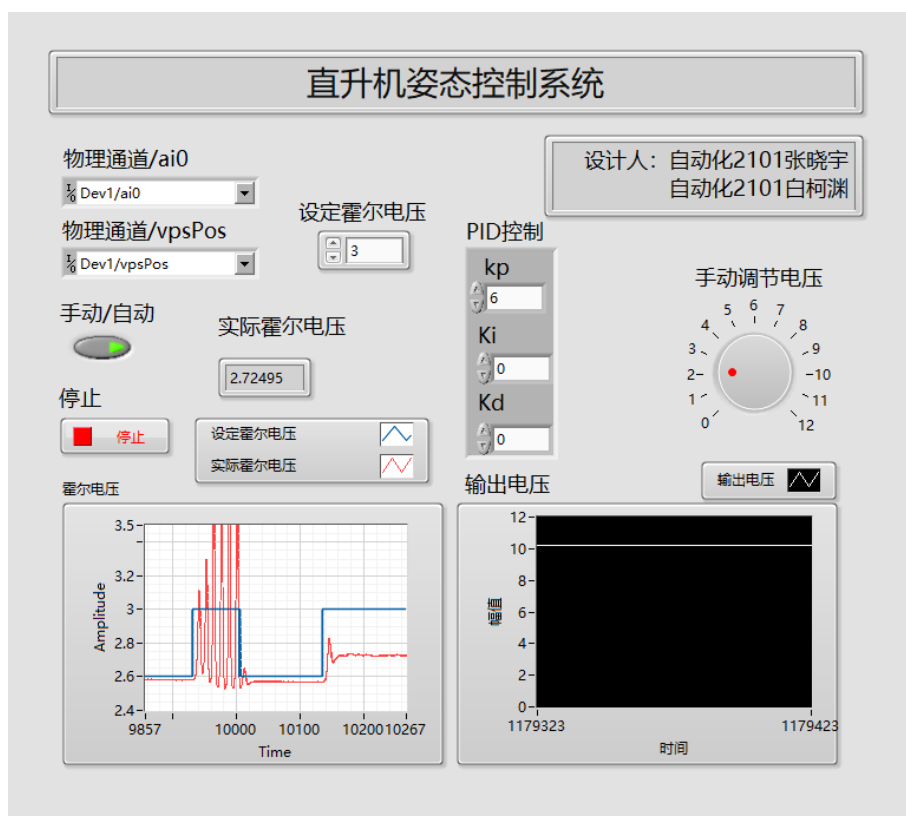 直升机姿态控制系统
设计人：自动化2101张晓宇
自动化2101白柯渊
物理通道/ai0
Dev1/ai0
物理通道/vpsPos
Dev1/vpsPos
设定霍尔电压
3
手动/自动
实际霍尔电压
2.72495
停止
停止
设定霍尔电压
实际霍尔电压
PID控制
kp
6
Ki
0
Kd
0
手动调节电压
0
1
2
3
4
5
6
7
8
9
10
11
12
霍尔电压
3.5
3.2
3
2.8
2.6
2.4
Amplitude
9857
10000
10100
10200
10267
Time
输出电压
输出电压
12
10
8
6
4
2
0
幅值
1179323
1179423
时间